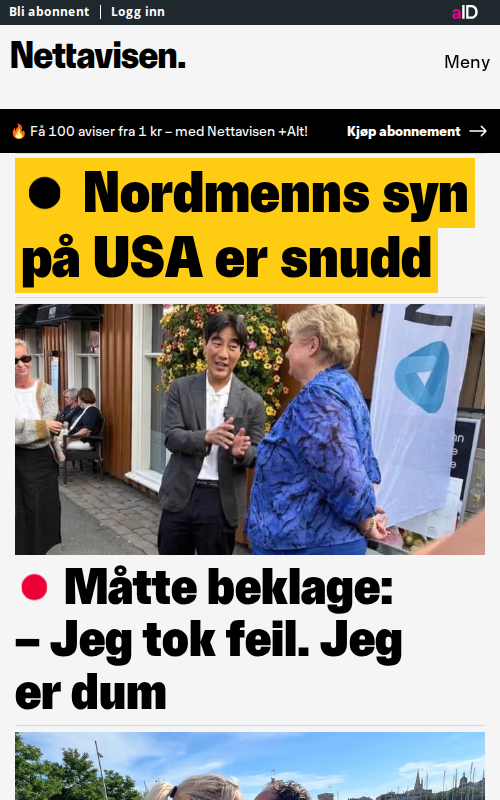 Bli abonnent | Logg inn
aID
Nettavisen.
Meny
🔥 Få 100 aviser fra 1 kr – med Nettavisen +Alt!
Kjøp abonnement →
● Nordmenns syn
på USA er snudd
● Måtte beklage:
– Jeg tok feil. Jeg
er dum